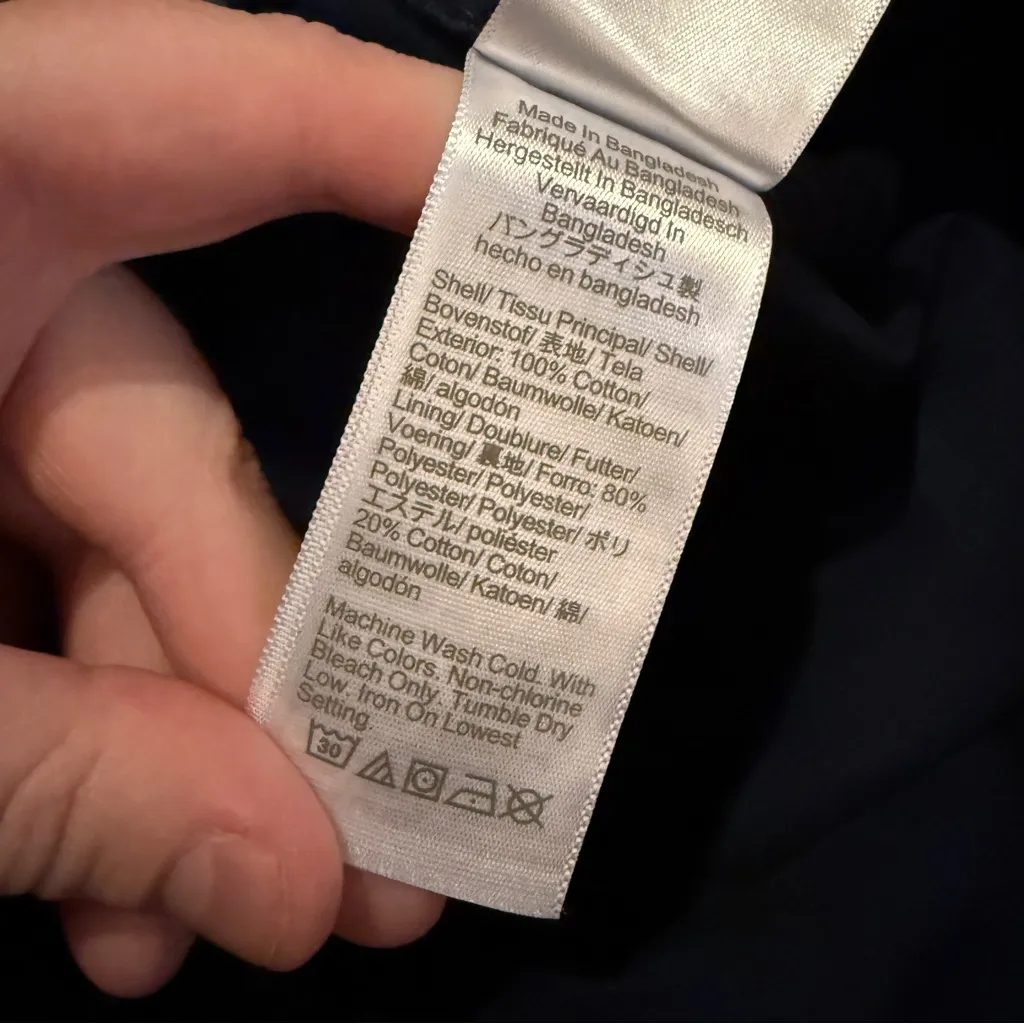 Made In Bangladesh
Fabriqué Au Bangladesh
Hergestellt In Bangladesch
Vervaardigd In
Bangladesh
バングラディシュ製
hecho en bangladesh
Shell/ Tissu Principal/ Shell/
Bovenstof/ 表地/ Tela
Exterior: 100% Cotton/
Coton/ Baumwolle/ Katoen/
綿/ algodón
Lining/ Doublure/ Futter/
Voering/ 裏地/ Forro: 80%
Polyester/ Polyester/
Polyester/ Polyester/ ポリ
エステル/ poliéster
20% Cotton/ Coton/
Baumwolle/ Katoen/ 綿/
algodón
Machine Wash Cold. With
Like Colors. Non-chlorine
Bleach Only. Tumble Dry
Low. Iron On Lowest
Setting.
30